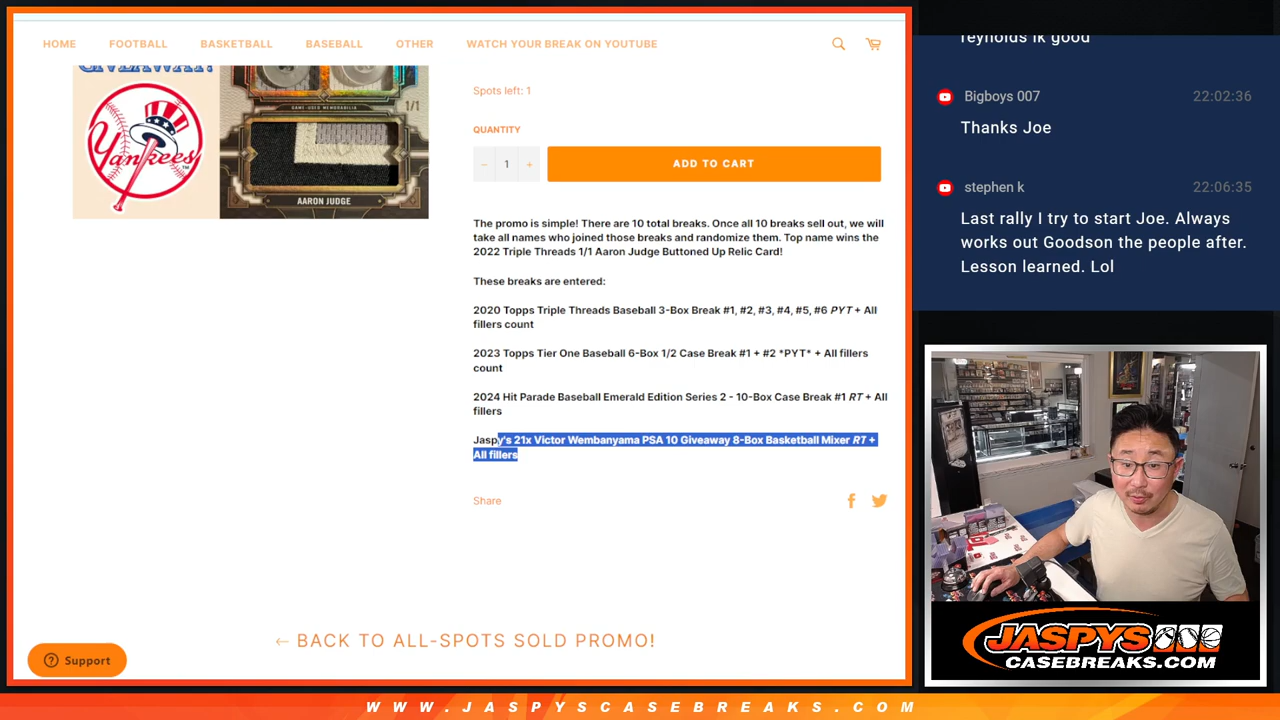 HOME FOOTBALL BASKETBALL BASEBALL OTHER WATCH YOUR BREAK ON YOUTUBE
GIVEAWAY!
Yankees
GAME-USED MEMORABILIA
1/1
AARON JUDGE
Spots left: 1
QUANTITY
− 1 + ADD TO CART
The promo is simple! There are 10 total breaks. Once all 10 breaks sell out, we will
take all names who joined those breaks and randomize them. Top name wins the
2022 Triple Threads 1/1 Aaron Judge Buttoned Up Relic Card!
These breaks are entered:
2020 Topps Triple Threads Baseball 3-Box Break #1, #2, #3, #4, #5, #6 PYT + All
fillers count
2023 Topps Tier One Baseball 6-Box 1/2 Case Break #1 + #2 *PYT* + All fillers
count
2024 Hit Parade Baseball Emerald Edition Series 2 - 10-Box Case Break #1 RT + All
fillers
Jaspy's 21x Victor Wembanyama PSA 10 Giveaway 8-Box Basketball Mixer RT +
All fillers
Share
← BACK TO ALL-SPOTS SOLD PROMO!
Support
reynolds ik good
Bigboys 007 22:02:36
Thanks Joe
stephen k 22:06:35
Last rally I try to start Joe. Always
works out Goodson the people after.
Lesson learned. Lol
JASPYS
CASEBREAKS.COM
WWW.JASPYSCASEBREAKS.COM